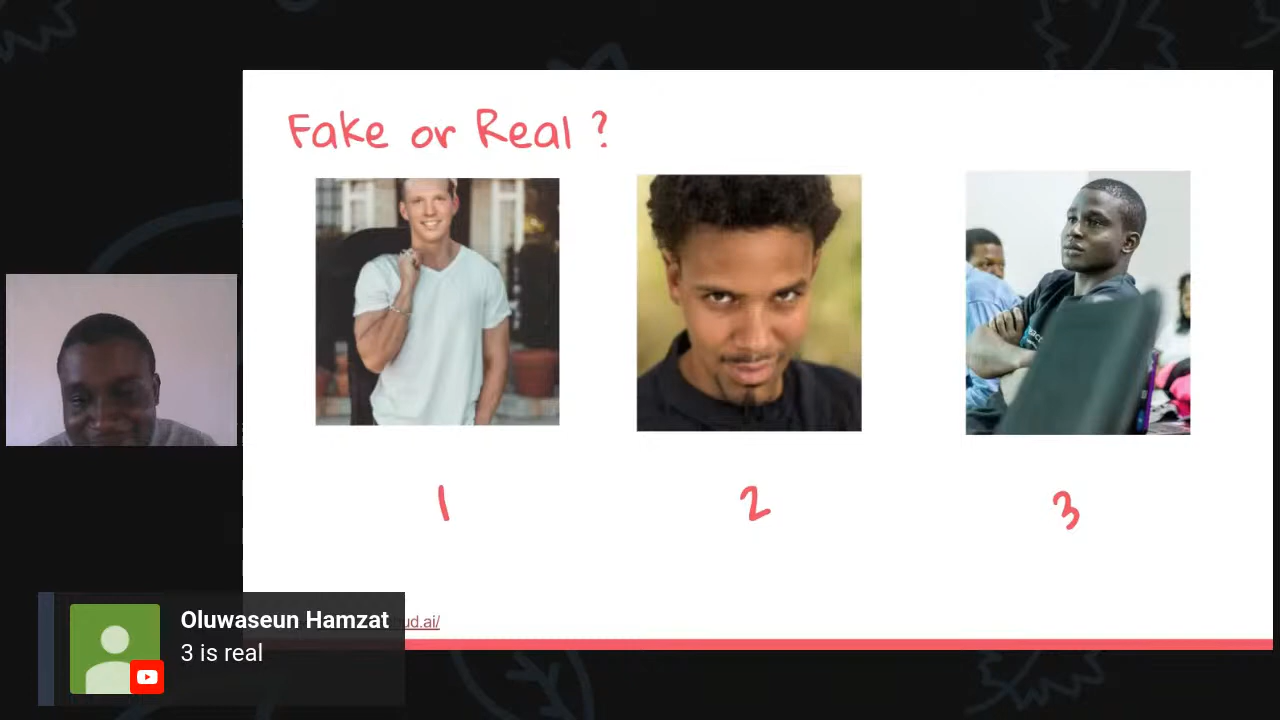 Fake or Real ?
1
2
3
ud.ai/
Oluwaseun Hamzat
3 is real